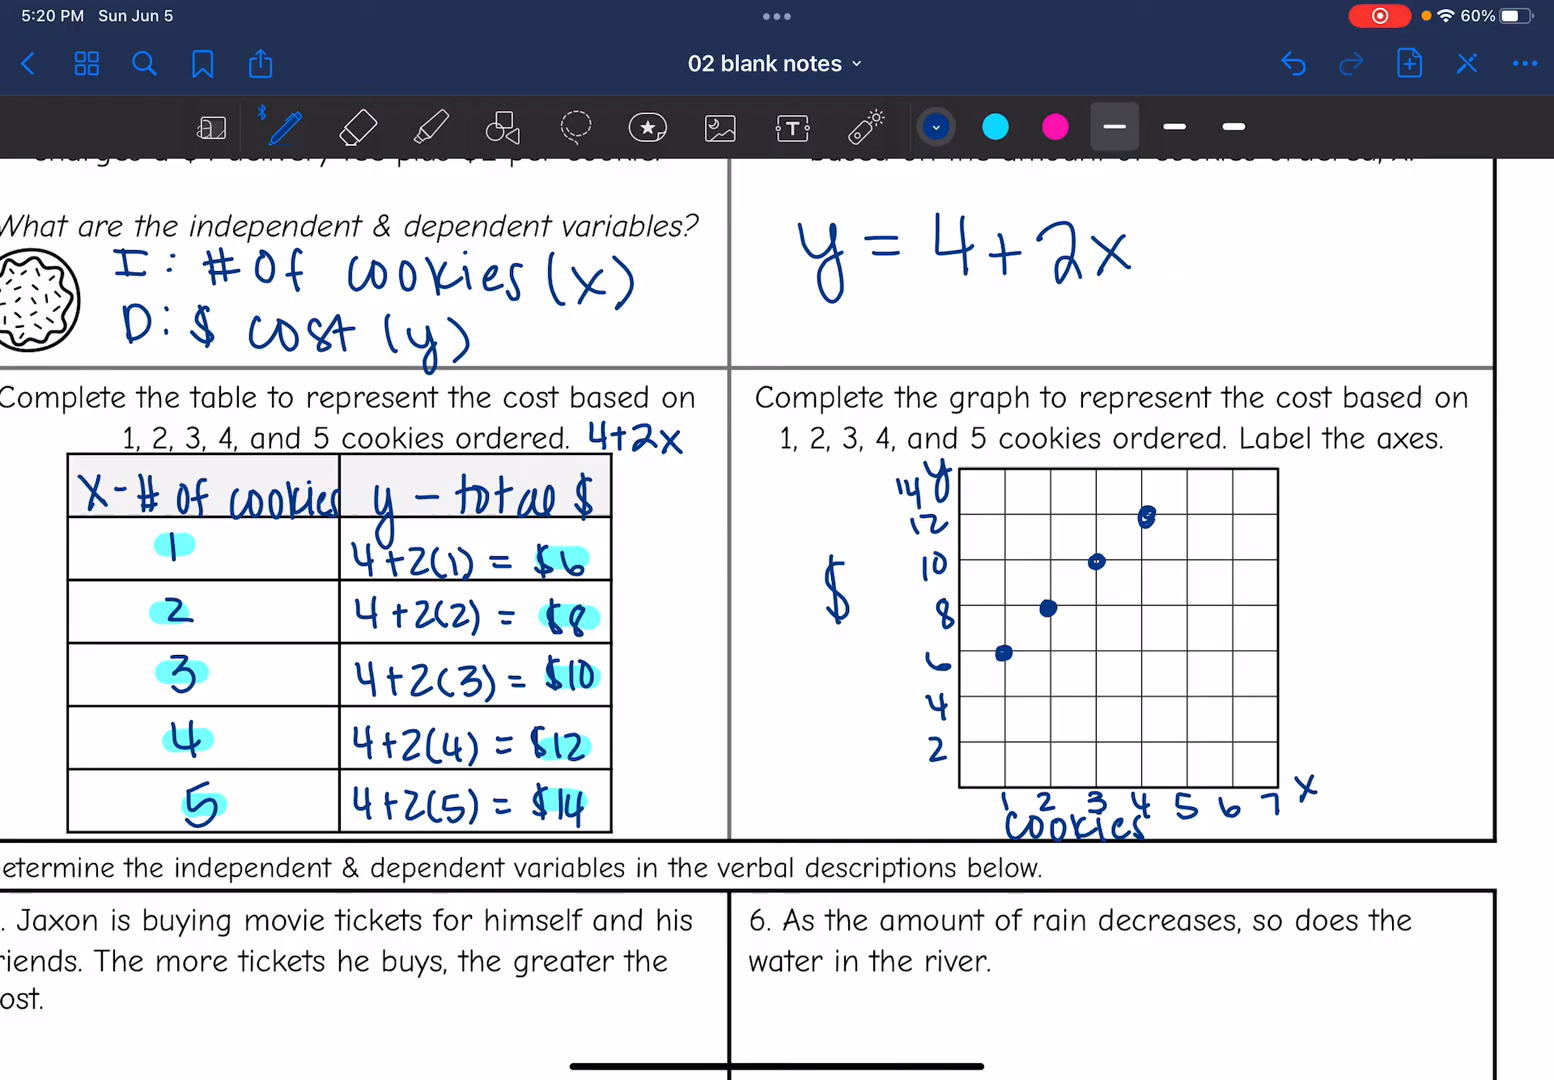 5:20 PM Sun Jun 5
60%
02 blank notes
What are the independent & dependent variables?
I: # Of cookies (x)
D: $ cost (y)
y = 4+2x
Complete the table to represent the cost based on
1, 2, 3, 4, and 5 cookies ordered. 4+2x
X-# of cookies y - total $
1 4+2(1) = $6
2 4+2(2) = $8
3 4+2(3) = $10
4 4+2(4) = $12
5 4+2(5) = $14
Complete the graph to represent the cost based on
1, 2, 3, 4, and 5 cookies ordered. Label the axes.
y
14
12
10
$
8
6
4
2
1 2 3 4 5 6 7 X
cookies
etermine the independent & dependent variables in the verbal descriptions below.
. Jaxon is buying movie tickets for himself and his
riends. The more tickets he buys, the greater the
ost.
6. As the amount of rain decreases, so does the
water in the river.